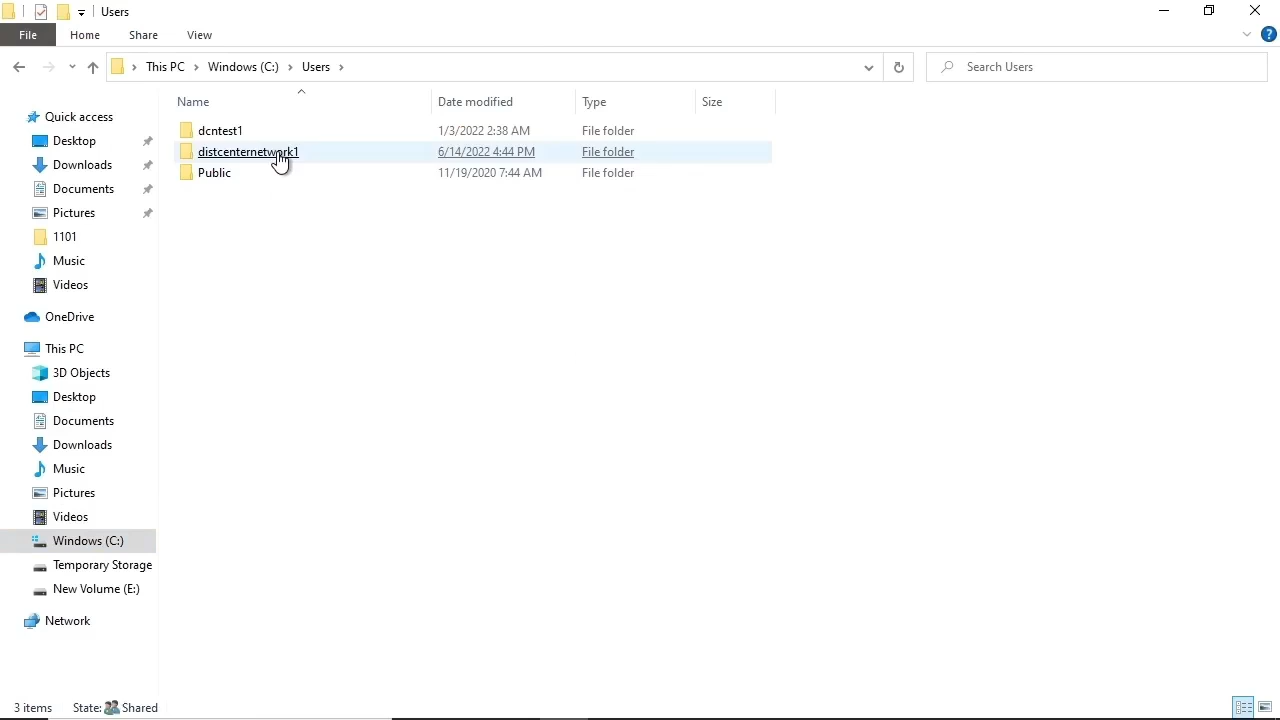 Users
File Home Share View
This PC Windows (C:) Users
Search Users
Name Date modified Type Size
dcntest1 1/3/2022 2:38 AM File folder
distcenternetwork1 6/14/2022 4:44 PM File folder
Public 11/19/2020 7:44 AM File folder
Quick access
Desktop
Downloads
Documents
Pictures
1101
Music
Videos
OneDrive
This PC
3D Objects
Desktop
Documents
Downloads
Music
Pictures
Videos
Windows (C:)
Temporary Storage
New Volume (E:)
Network
3 items State: Shared